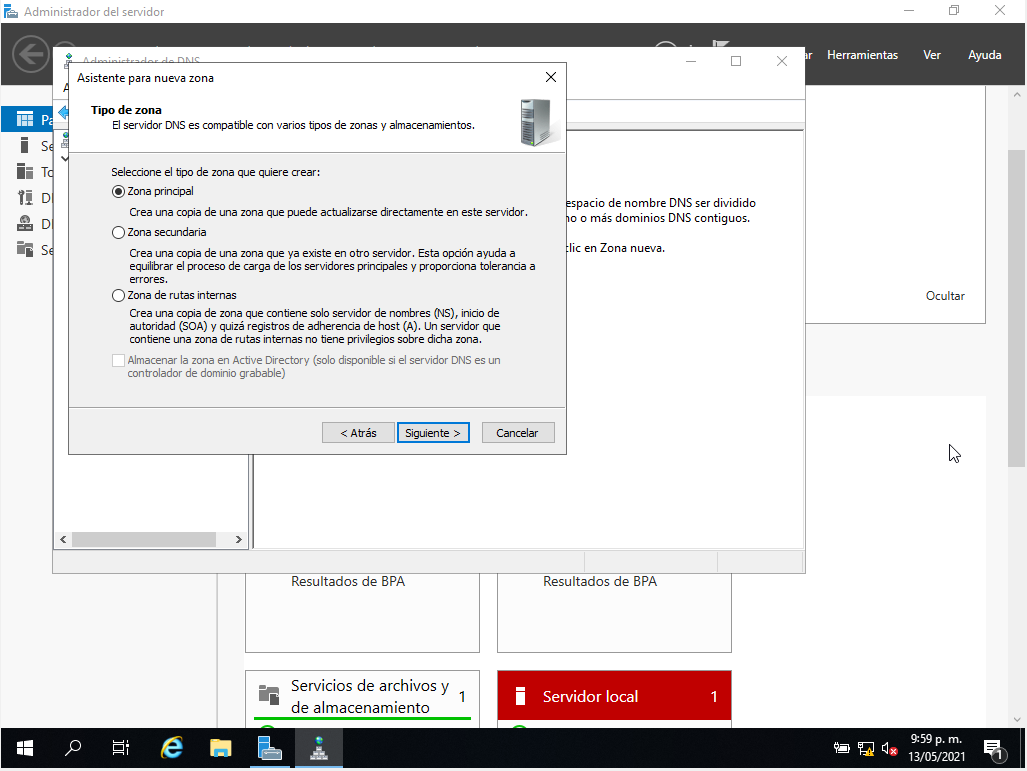 Administrador del servidor
Herramientas
Ver
Ayuda
Administrador de DNS
Asistente para nueva zona
Tipo de zona
El servidor DNS es compatible con varios tipos de zonas y almacenamientos.
Seleccione el tipo de zona que quiere crear:
Zona principal
Crea una copia de una zona que puede actualizarse directamente en este servidor.
Zona secundaria
Crea una copia de una zona que ya existe en otro servidor. Esta opción ayuda a
equilibrar el proceso de carga de los servidores principales y proporciona tolerancia a
errores.
Zona de rutas internas
Crea una copia de zona que contiene solo servidor de nombres (NS), inicio de
autoridad (SOA) y quizá registros de adherencia de host (A). Un servidor que
contiene una zona de rutas internas no tiene privilegios sobre dicha zona.
Almacenar la zona en Active Directory (solo disponible si el servidor DNS es un
controlador de dominio grabable)
< Atrás
Siguiente >
Cancelar
espacio de nombre DNS ser dividido
o más dominios DNS contiguos.
clic en Zona nueva.
Ocultar
Resultados de BPA
Resultados de BPA
Servicios de archivos y
de almacenamiento
1
Servidor local
1
9:59 p. m.
13/05/2021
1